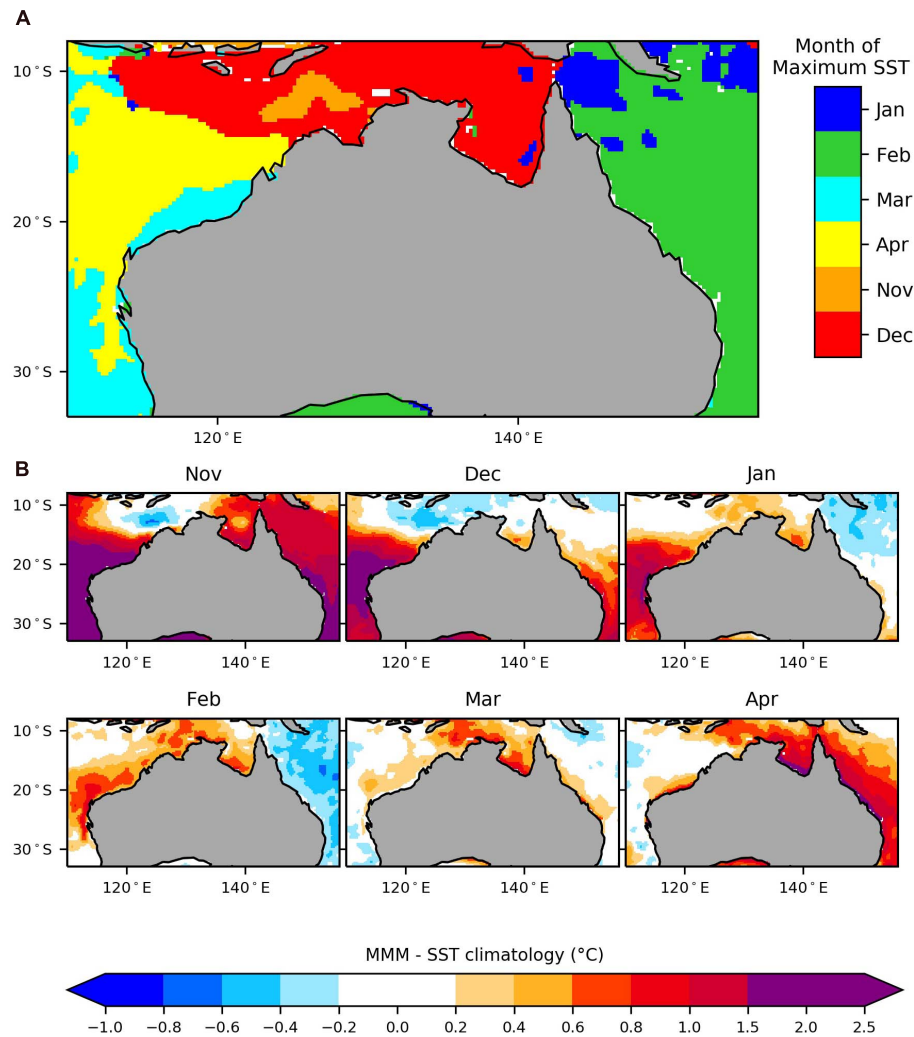 A
10°S
20°S
30°S
120°E
140°E
Month of
Maximum SST
Jan
Feb
Mar
Apr
Nov
Dec
B
Nov
Dec
Jan
10°S
20°S
30°S
120°E
140°E
120°E
140°E
120°E
140°E
Feb
Mar
Apr
10°S
20°S
30°S
120°E
140°E
120°E
140°E
120°E
140°E
MMM - SST climatology (°C)
−1.0 −0.8 −0.6 −0.4 −0.2 0.0 0.2 0.4 0.6 0.8 1.0 1.5 2.0 2.5